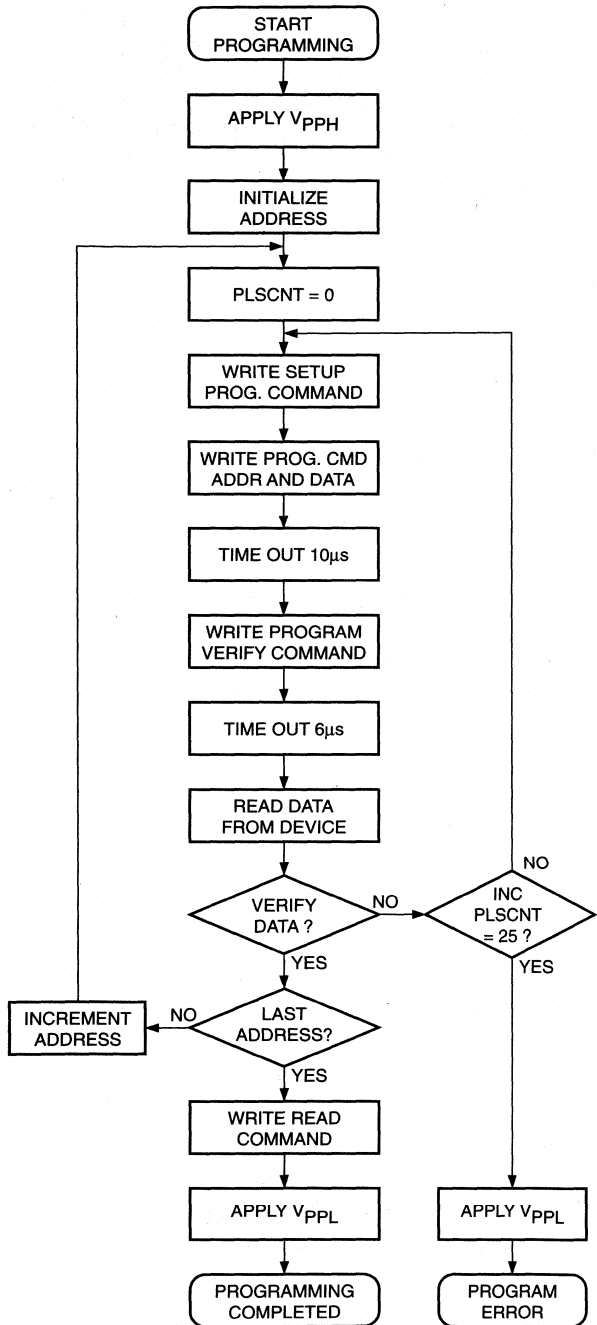 START
PROGRAMMING
APPLY VPPH
INITIALIZE
ADDRESS
PLSCNT = 0
WRITE SETUP
PROG. COMMAND
WRITE PROG. CMD
ADDR AND DATA
TIME OUT 10μs
WRITE PROGRAM
VERIFY COMMAND
TIME OUT 6μs
READ DATA
FROM DEVICE
VERIFY
DATA ?
NO
INC
PLSCNT
= 25 ?
NO
YES
YES
LAST
ADDRESS?
NO
INCREMENT
ADDRESS
YES
WRITE READ
COMMAND
APPLY VPPL
APPLY VPPL
PROGRAMMING
COMPLETED
PROGRAM
ERROR